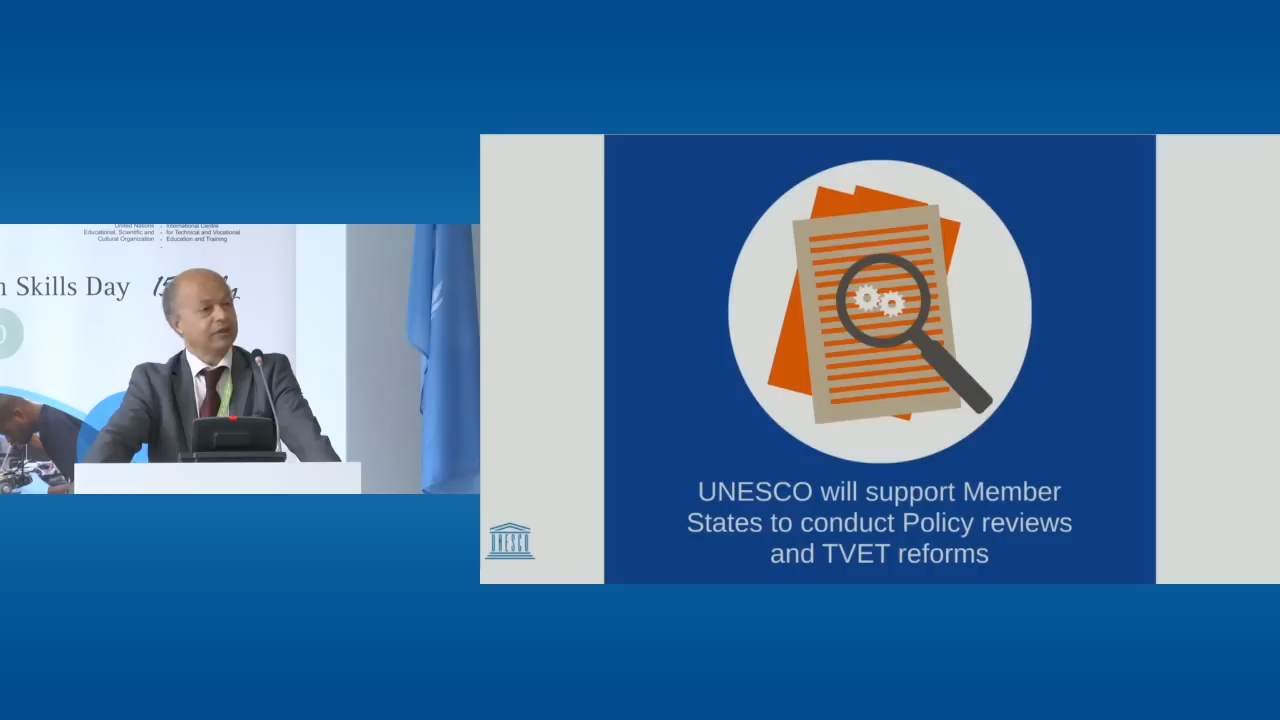 United Nations
Educational, Scientific and
Cultural Organization
International Centre
for Technical and Vocational
Education and Training
Skills Day
UNESCO will support Member
States to conduct Policy reviews
and TVET reforms
UNESCO